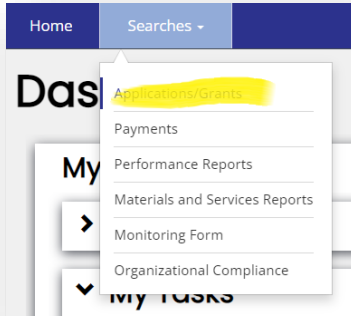 Home
Searches
Das
Applications/Grants
Payments
My
Performance Reports
Materials and Services Reports
Monitoring Form
Organizational Compliance
My Tasks